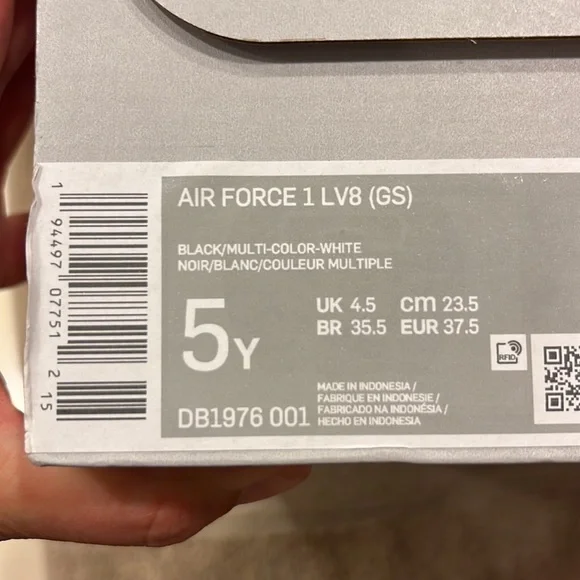 AIR FORCE 1 LV8 (GS)
BLACK/MULTI-COLOR-WHITE
NOIR/BLANC/COULEUR MULTIPLE
5Y
UK 4.5 cm 23.5
BR 35.5 EUR 37.5
RFID
MADE IN INDONESIA/
FABRIQUE EN INDONESIE/
FABRICADO NA INDONÉSIA/
HECHO EN INDONESIA
DB1976 001
1 94497 07751 2 15